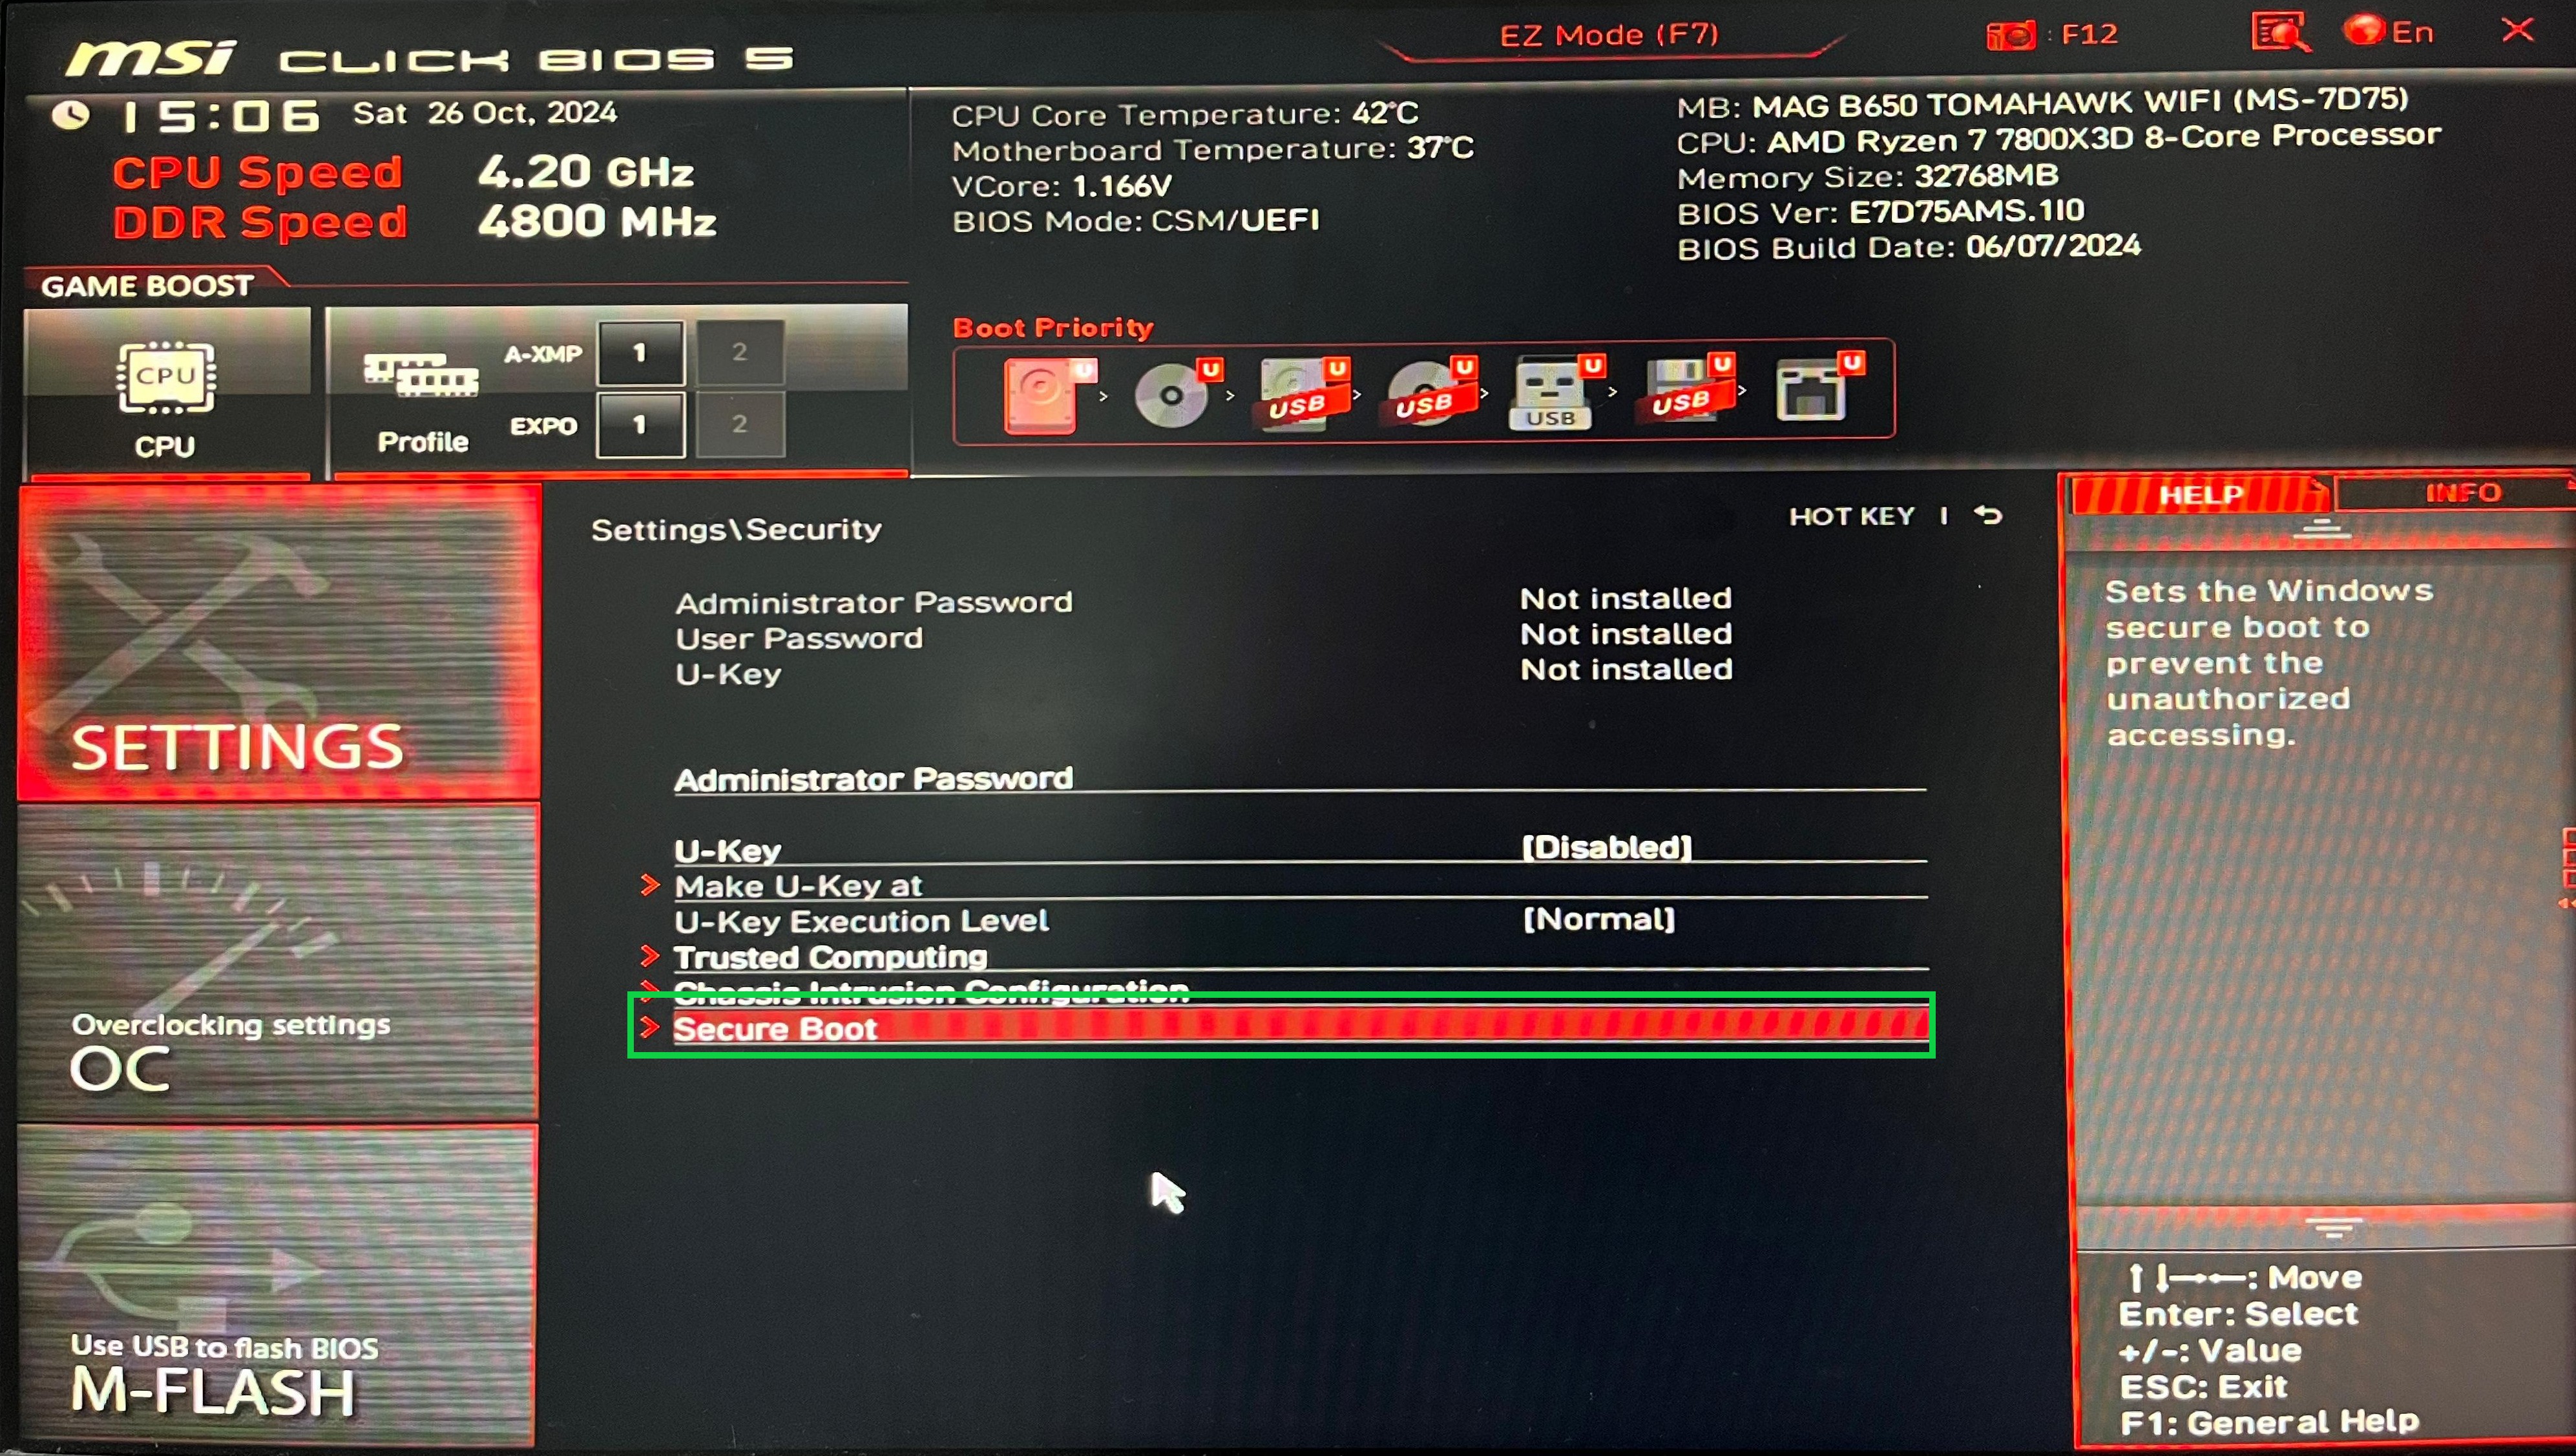 msi CLICK BIOS 5
EZ Mode (F7)
: F12
En
15:06 Sat 26 Oct, 2024
CPU Speed 4.20 GHz
DDR Speed 4800 MHz
CPU Core Temperature: 42°C
Motherboard Temperature: 37°C
VCore: 1.166V
BIOS Mode: CSM/UEFI
MB: MAG B650 TOMAHAWK WIFI (MS-7D75)
CPU: AMD Ryzen 7 7800X3D 8-Core Processor
Memory Size: 32768MB
BIOS Ver: E7D75AMS.1I0
BIOS Build Date: 06/07/2024
GAME BOOST
CPU
CPU
Profile
A-XMP 1 2
EXPO 1 2
Boot Priority
U U U U U U U
USB USB USB USB
SETTINGS
Overclocking settings
OC
Use USB to flash BIOS
M-FLASH
Settings\Security
HOT KEY |
Administrator Password Not installed
User Password Not installed
U-Key Not installed
Administrator Password
U-Key [Disabled]
> Make U-Key at
U-Key Execution Level [Normal]
> Trusted Computing
> Chassis Intrusion Configuration
> Secure Boot
HELP
INFO
Sets the Windows
secure boot to
prevent the
unauthorized
accessing.
↑↓→←: Move
Enter: Select
+/-: Value
ESC: Exit
F1: General Help